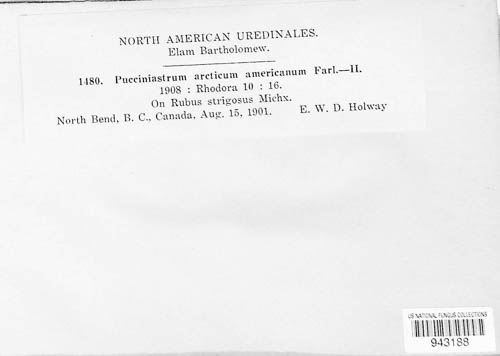 NORTH AMERICAN UREDINALES.
Elam Bartholomew.
1480. Pucciniastrum arcticum americanum Farl.—II.
1908 : Rhodora 10 : 16.
On Rubus strigosus Michx.
North Bend, B. C., Canada, Aug. 15, 1901. E. W. D. Holway
US NATIONAL FUNGUS COLLECTIONS
943188